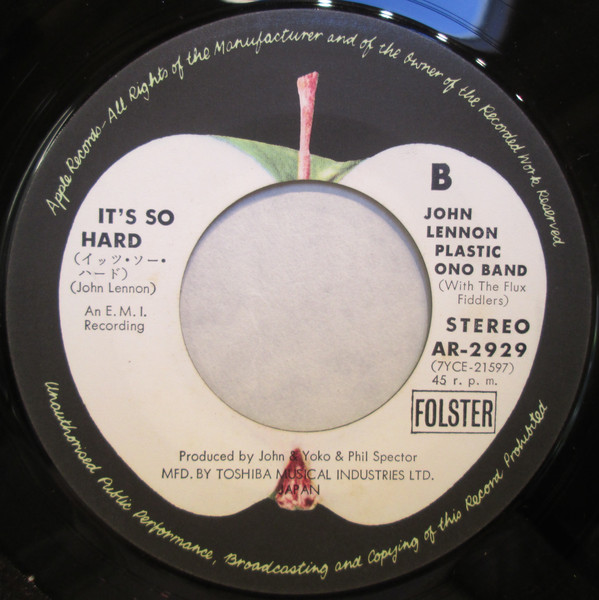 Apple Records-All Rights of the Manufacturer and of the Owner of the Recorded Work Reserved
IT'S SO
HARD
(イッツ・ソー・
ハード)
(John Lennon)
An E.M.I.
Recording
B
JOHN
LENNON
PLASTIC
ONO BAND
(With The Flux
Fiddlers)
STEREO
AR-2929
(7YCE-21597)
45 r. p. m.
FOLSTER
Produced by John & Yoko & Phil Spector
MFD. BY TOSHIBA MUSICAL INDUSTRIES LTD.
JAPAN
Unauthorised Public Performance, Broadcasting and Copying of this Record Prohibited